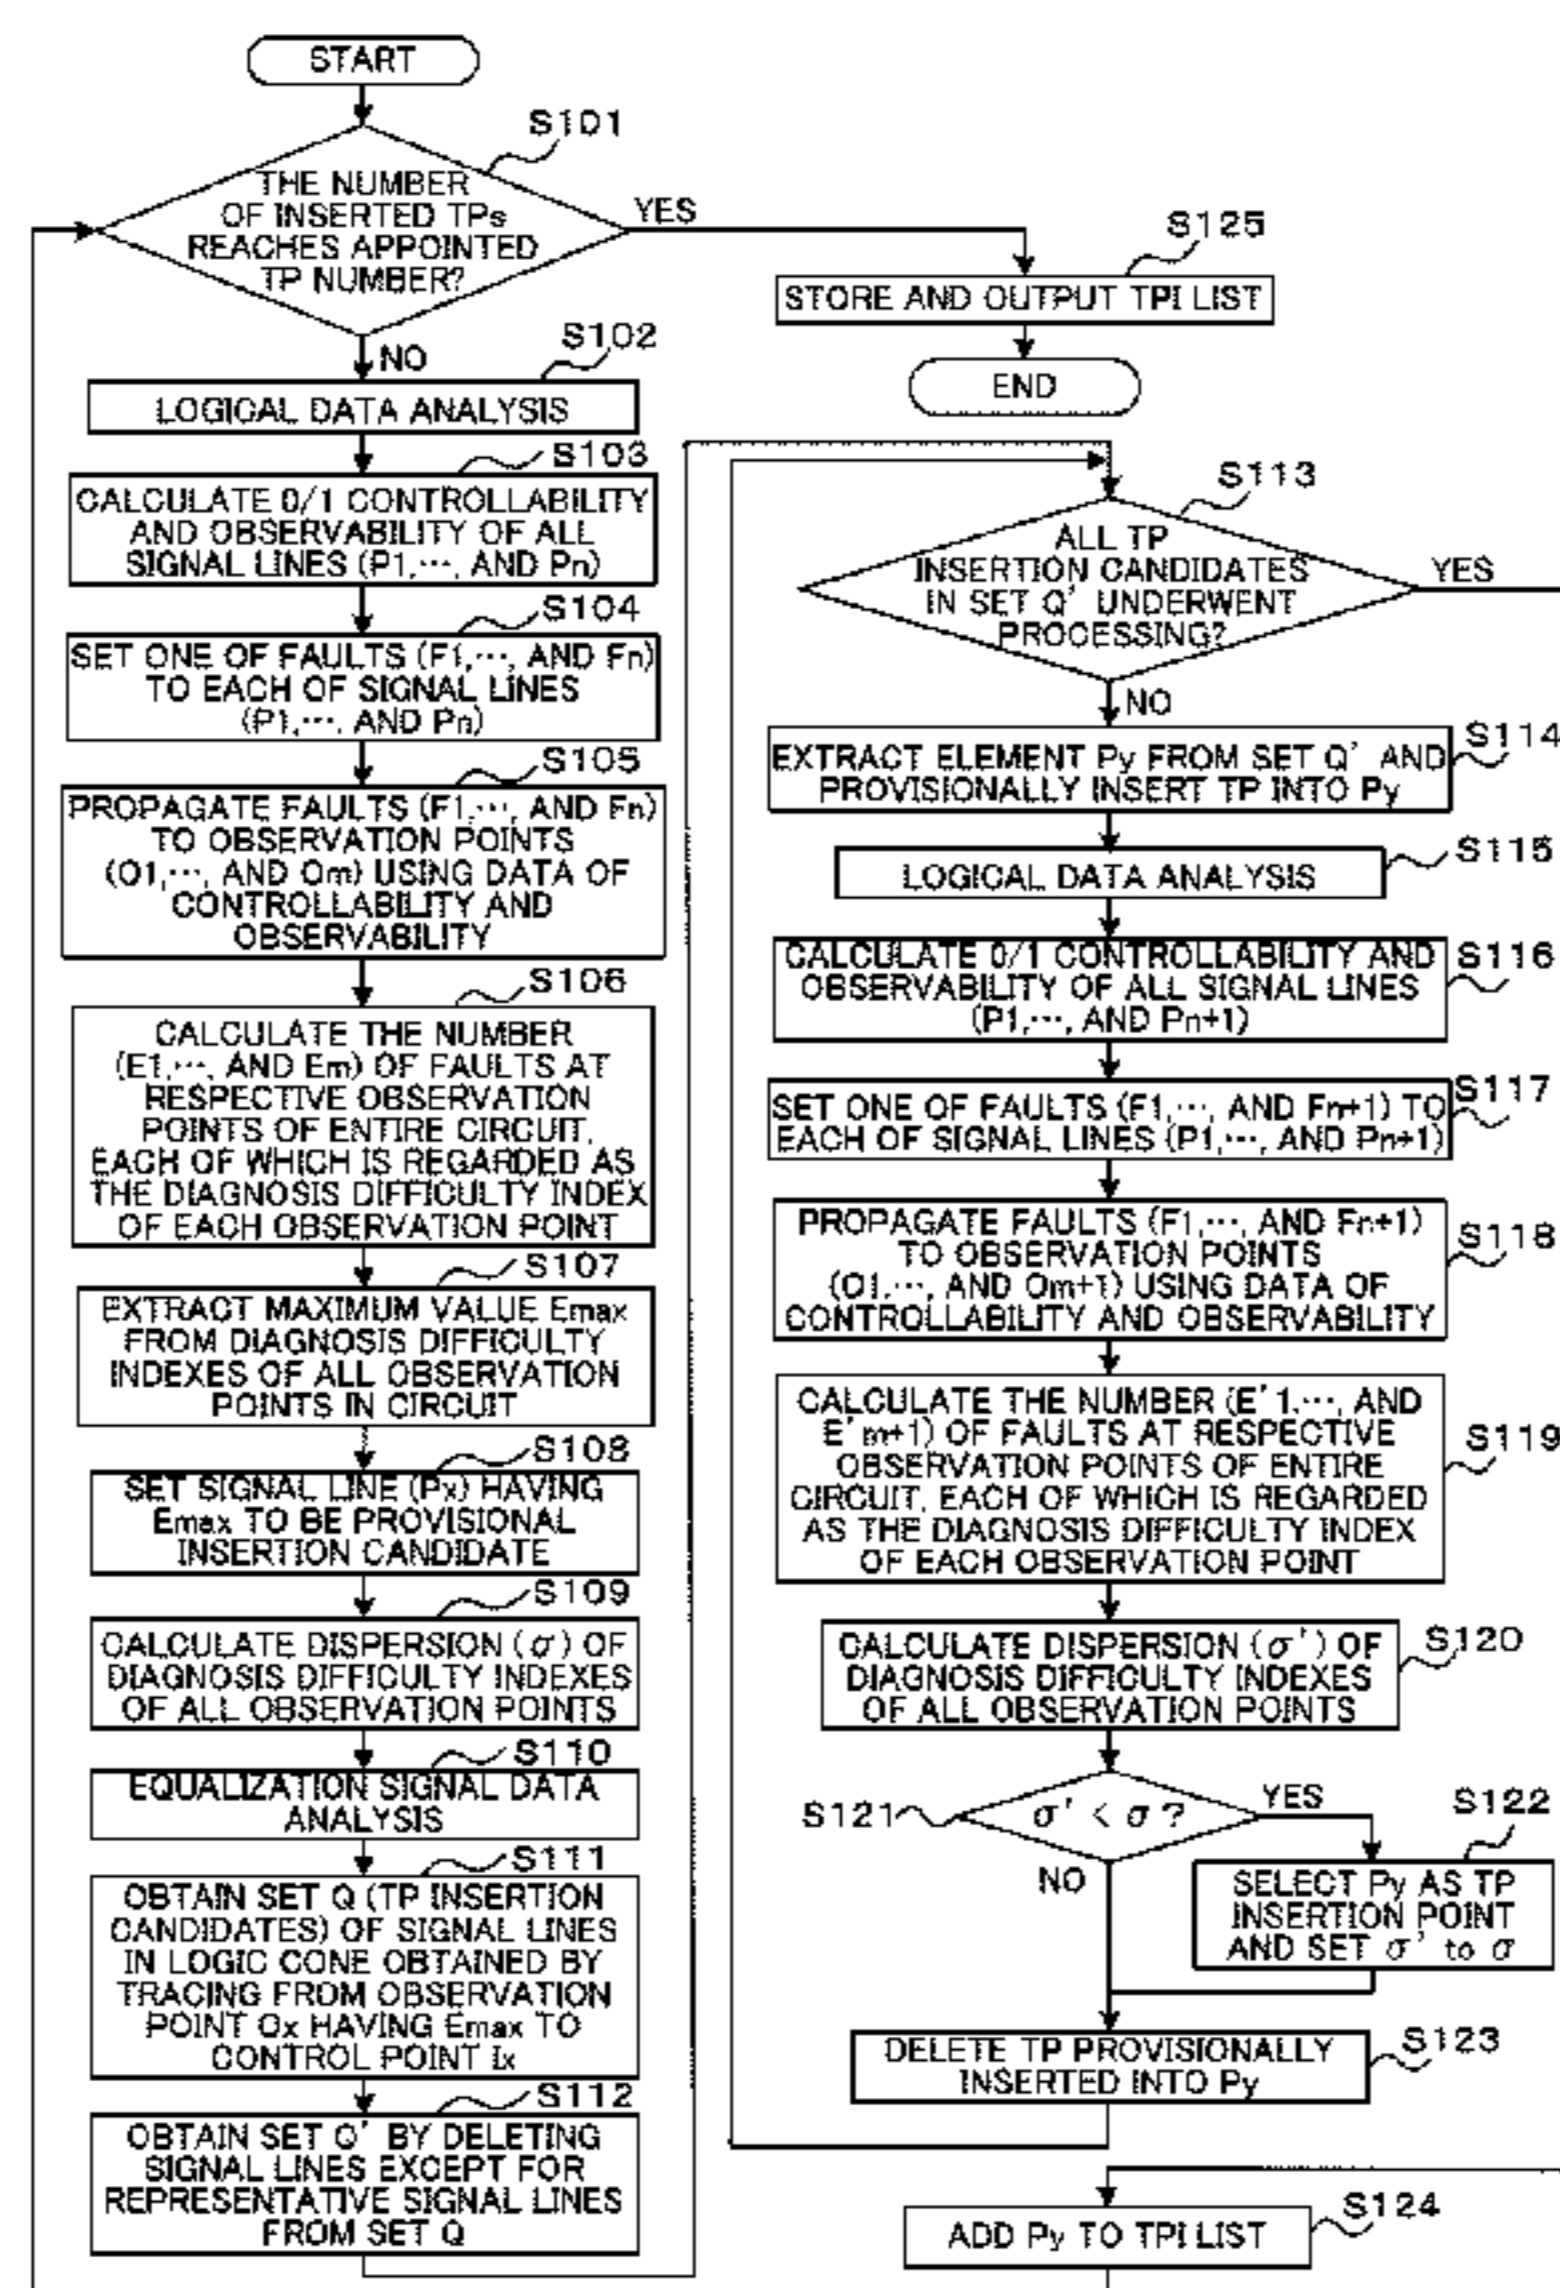 START
S101
THE NUMBER
OF INSERTED TPs
REACHES APPOINTED
TP NUMBER?
YES
NO
S125
STORE AND OUTPUT TPI LIST
END
S102
LOGICAL DATA ANALYSIS
S103
CALCULATE 0/1 CONTROLLABILITY
AND OBSERVABILITY OF ALL
SIGNAL LINES (P1,…, AND Pn)
S104
SET ONE OF FAULTS (F1,…, AND Fn)
TO EACH OF SIGNAL LINES
(P1,…, AND Pn)
S105
PROPAGATE FAULTS (F1,…, AND Fn)
TO OBSERVATION POINTS
(O1,…, AND Om) USING DATA OF
CONTROLLABILITY AND
OBSERVABILITY
S106
CALCULATE THE NUMBER
(E1,…, AND Em) OF FAULTS AT
RESPECTIVE OBSERVATION
POINTS OF ENTIRE CIRCUIT,
EACH OF WHICH IS REGARDED AS
THE DIAGNOSIS DIFFICULTY INDEX
OF EACH OBSERVATION POINT
S107
EXTRACT MAXIMUM VALUE Emax
FROM DIAGNOSIS DIFFICULTY
INDEXES OF ALL OBSERVATION
POINTS IN CIRCUIT
S108
SET SIGNAL LINE (Px) HAVING
Emax TO BE PROVISIONAL
INSERTION CANDIDATE
S109
CALCULATE DISPERSION (σ) OF
DIAGNOSIS DIFFICULTY INDEXES
OF ALL OBSERVATION POINTS
S110
EQUALIZATION SIGNAL DATA
ANALYSIS
S111
OBTAIN SET Q (TP INSERTION
CANDIDATES) OF SIGNAL LINES
IN LOGIC CONE OBTAINED BY
TRACING FROM OBSERVATION
POINT Ox HAVING Emax TO
CONTROL POINT Ix
S112
OBTAIN SET Q' BY DELETING
SIGNAL LINES EXCEPT FOR
REPRESENTATIVE SIGNAL LINES
FROM SET Q
S113
ALL TP
INSERTION CANDIDATES
IN SET Q' UNDERWENT
PROCESSING?
YES
NO
S114
EXTRACT ELEMENT Py FROM SET Q' AND
PROVISIONALLY INSERT TP INTO Py
S115
LOGICAL DATA ANALYSIS
S116
CALCULATE 0/1 CONTROLLABILITY AND
OBSERVABILITY OF ALL SIGNAL LINES
(P1,…, AND Pn+1)
S117
SET ONE OF FAULTS (F1,…, AND Fn+1) TO
EACH OF SIGNAL LINES (P1,…, AND Pn+1)
S118
PROPAGATE FAULTS (F1,…, AND Fn+1)
TO OBSERVATION POINTS
(O1,…, AND Om+1) USING DATA OF
CONTROLLABILITY AND OBSERVABILITY
S119
CALCULATE THE NUMBER (E'1,…, AND
E'm+1) OF FAULTS AT RESPECTIVE
OBSERVATION POINTS OF ENTIRE
CIRCUIT, EACH OF WHICH IS REGARDED
AS THE DIAGNOSIS DIFFICULTY INDEX
OF EACH OBSERVATION POINT
S120
CALCULATE DISPERSION (σ') OF
DIAGNOSIS DIFFICULTY INDEXES
OF ALL OBSERVATION POINTS
S121
σ' < σ ?
YES
NO
S122
SELECT Py AS TP
INSERTION POINT
AND SET σ' to σ
S123
DELETE TP PROVISIONALLY
INSERTED INTO Py
S124
ADD Py TO TPI LIST